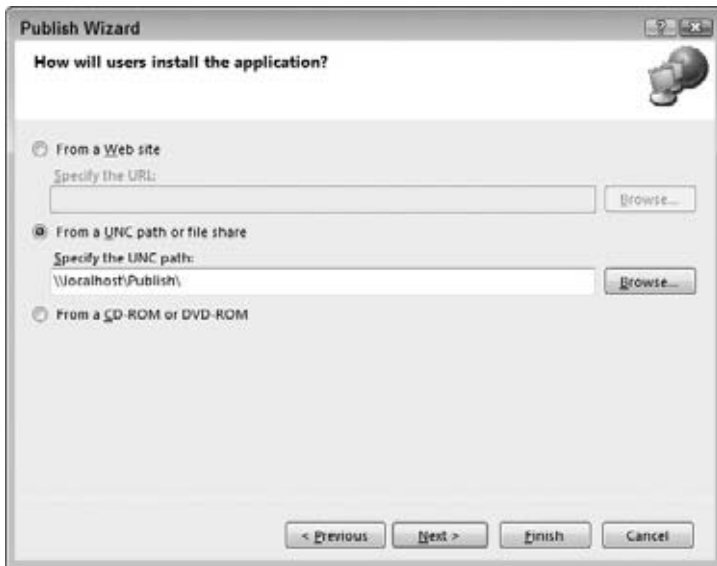 Publish Wizard
How will users install the application?
From a Web site
Specify the URL:
Browse...
From a UNC path or file share
Specify the UNC path:
\\localhost\Publish\
Browse...
From a CD-ROM or DVD-ROM
< Previous
Next >
Finish
Cancel